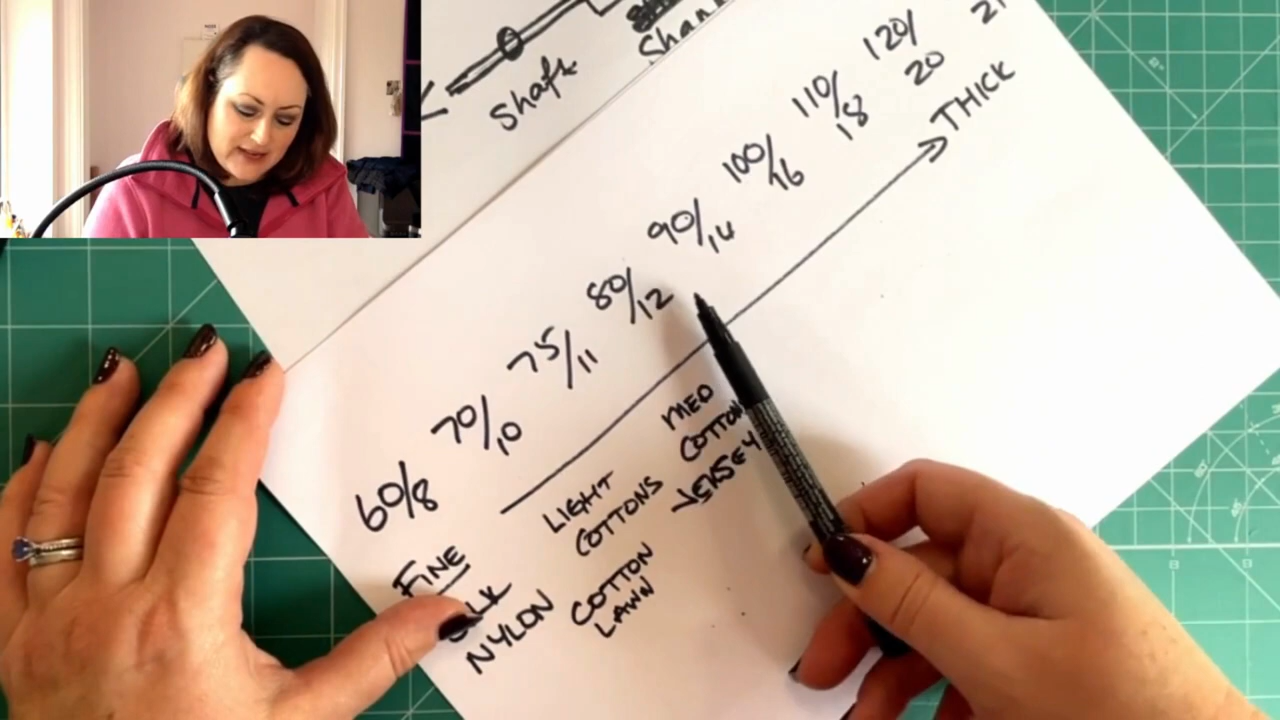 Shaft
Shank
60/8
70/10
75/11
80/12
90/14
100/16
110/18
120/
20
THICK
FINE
NYLON
LIGHT
COTTONS
COTTON
LAWN
MED
COTTON
JERSEY